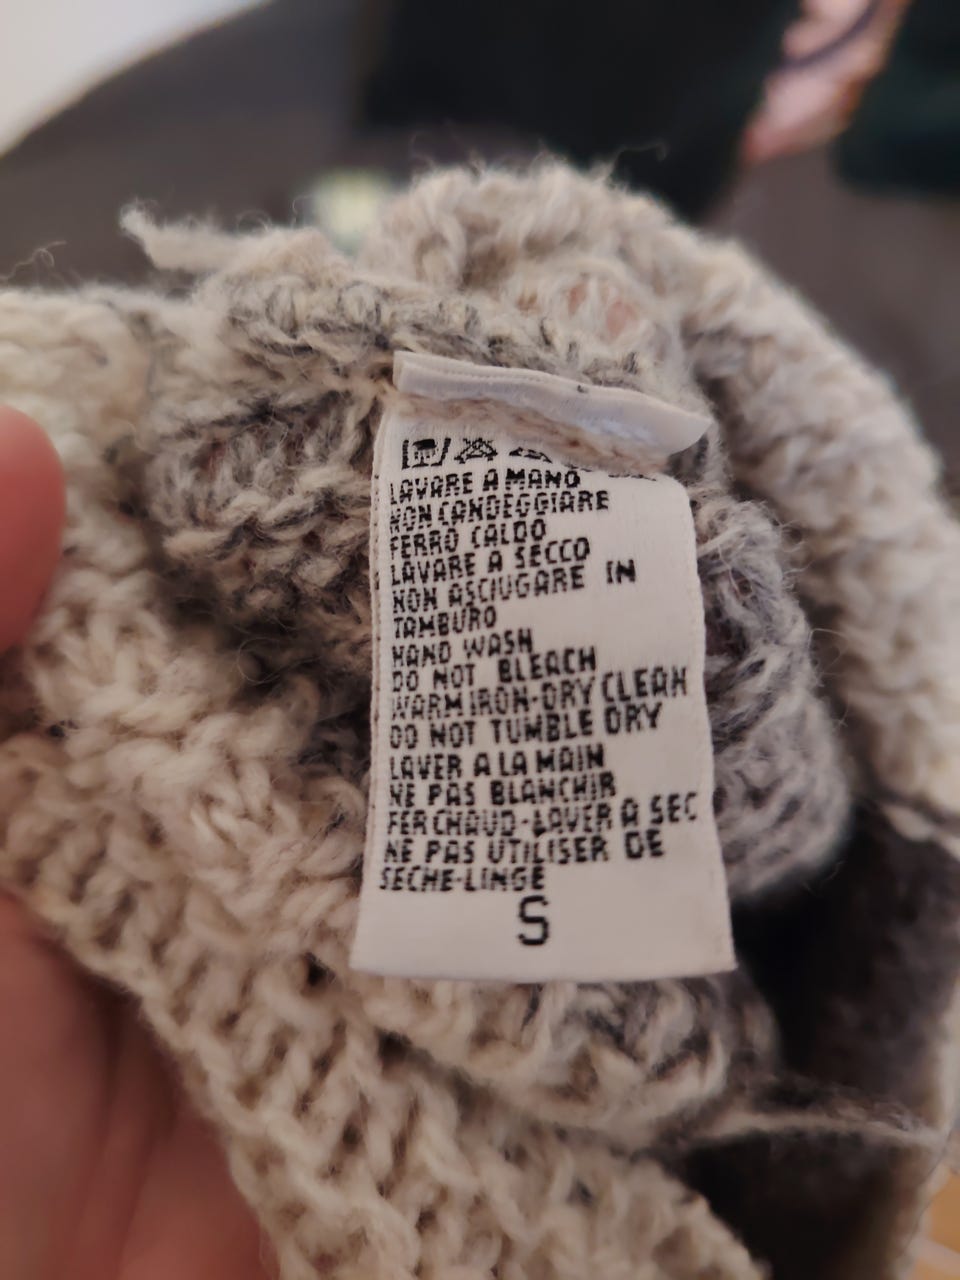 LAVARE A MANO
NON CANDEGGIARE
FERRO CALDO
LAVARE A SECCO
NON ASCIUGARE IN
TAMBURO
HAND WASH
DO NOT BLEACH
WARM IRON-DRY CLEAN
DO NOT TUMBLE DRY
LAVER A LA MAIN
NE PAS BLANCHIR
FER CHAUD-LAVER A SEC
NE PAS UTILISER DE
SECHE-LINGE
S